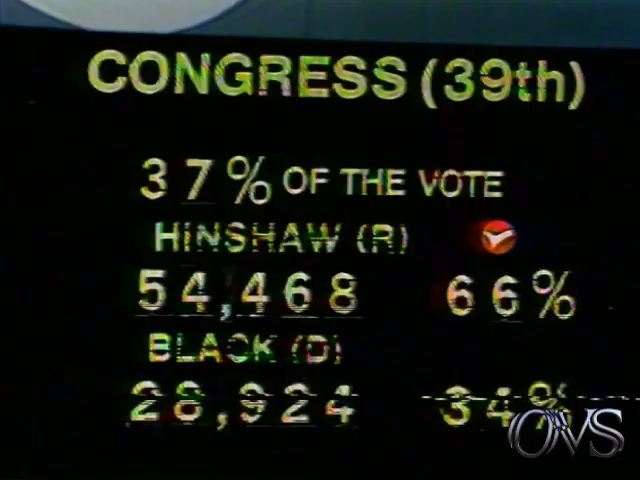 CONGRESS (39th)
37% OF THE VOTE
HINSHAW (R)
54,468 66%
BLACK (D)
28,924 34%
OVS